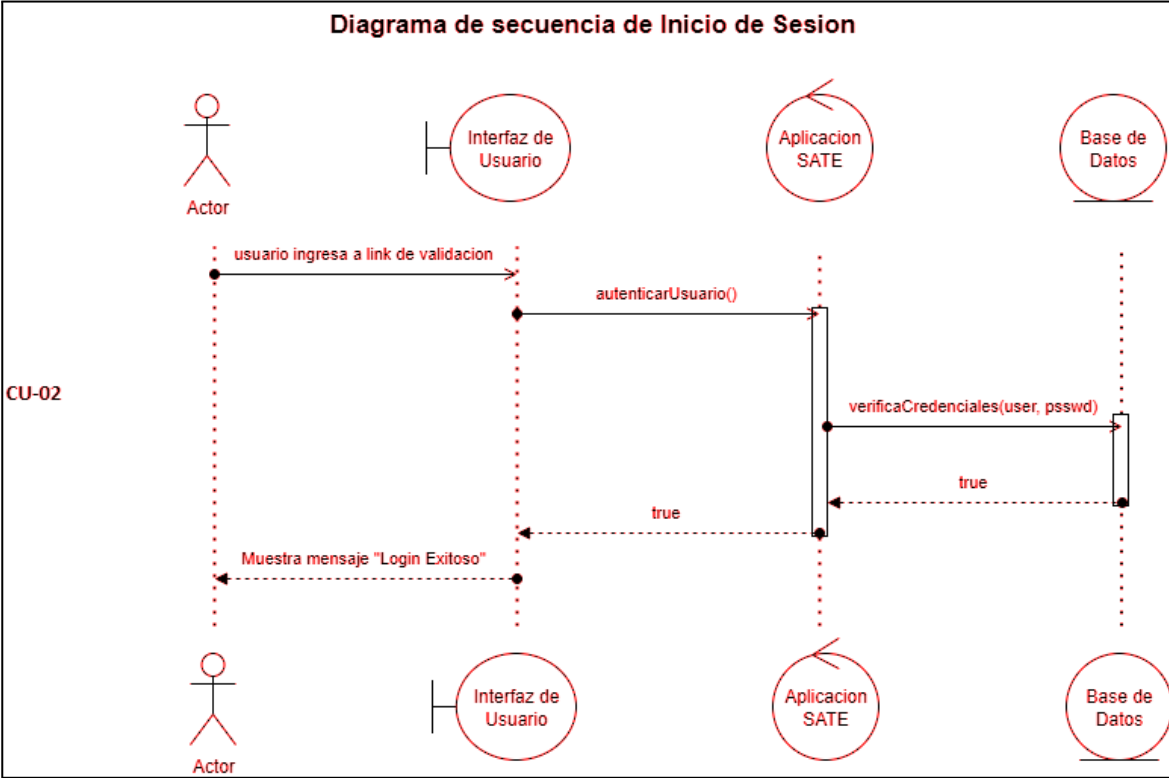 Diagrama de secuencia de Inicio de Sesion
Actor
Interfaz de
Usuario
Aplicacion
SATE
Base de
Datos
usuario ingresa a link de validacion
autenticarUsuario()
CU-02
verificaCredenciales(user, psswd)
true
true
Muestra mensaje "Login Exitoso"
Actor
Interfaz de
Usuario
Aplicacion
SATE
Base de
Datos